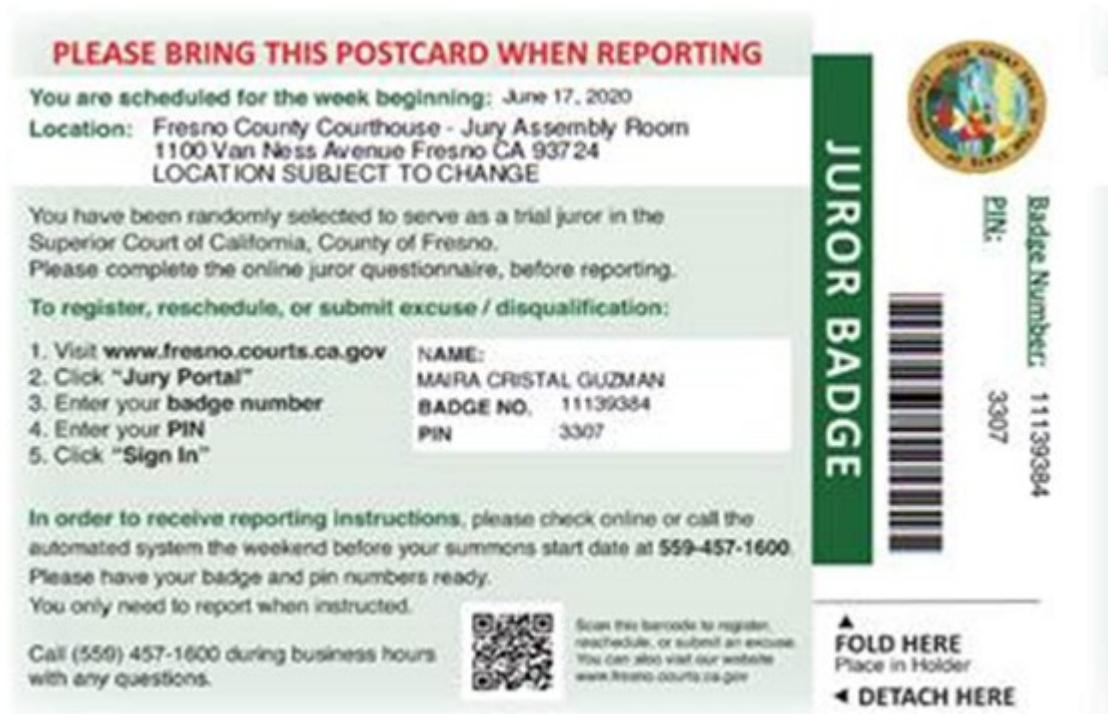 PLEASE BRING THIS POSTCARD WHEN REPORTING
You are scheduled for the week beginning: June 17, 2020
Location: Fresno County Courthouse - Jury Assembly Room
1100 Van Ness Avenue Fresno CA 93724
LOCATION SUBJECT TO CHANGE
You have been randomly selected to serve as a trial juror in the
Superior Court of California, County of Fresno.
Please complete the online juror questionnaire, before reporting.
To register, reschedule, or submit excuse / disqualification:
1. Visit www.fresno.courts.ca.gov
2. Click "Jury Portal"
3. Enter your badge number
4. Enter your PIN
5. Click "Sign In"
NAME:
MAIRA CRISTAL GUZMAN
BADGE NO. 11139384
PIN 3307
In order to receive reporting instructions, please check online or call the
automated system the weekend before your summons start date at 559-457-1600.
Please have your badge and pin numbers ready.
You only need to report when instructed.
Call (559) 457-1600 during business hours
with any questions.
Scan this barcode to register,
reschedule, or submit an excuse.
You can also visit our website
www.fresno.courts.ca.gov
JUROR BADGE
Badge Number: 11139384
PIN: 3307
FOLD HERE
Place in Holder
DETACH HERE